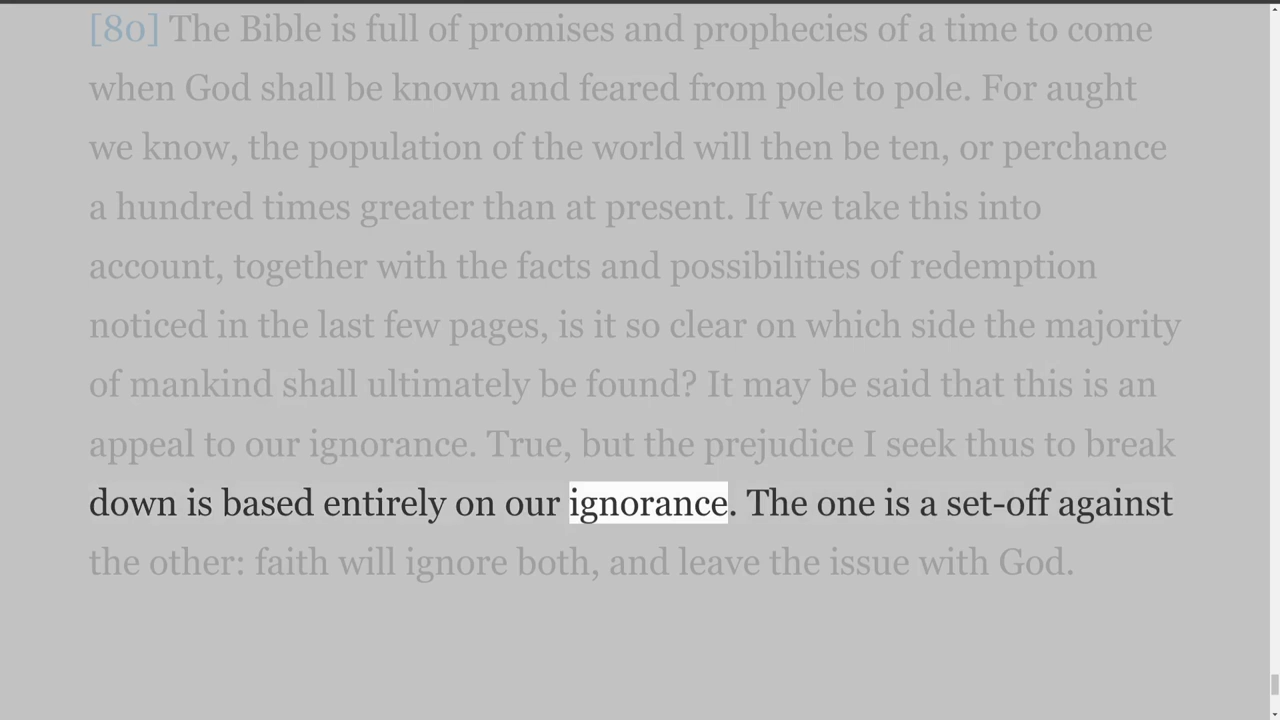 [80] The Bible is full of promises and prophecies of a time to come
when God shall be known and feared from pole to pole. For aught
we know, the population of the world will then be ten, or perchance
a hundred times greater than at present. If we take this into
account, together with the facts and possibilities of redemption
noticed in the last few pages, is it so clear on which side the majority
of mankind shall ultimately be found? It may be said that this is an
appeal to our ignorance. True, but the prejudice I seek thus to break
down is based entirely on our ignorance. The one is a set-off against
the other: faith will ignore both, and leave the issue with God.